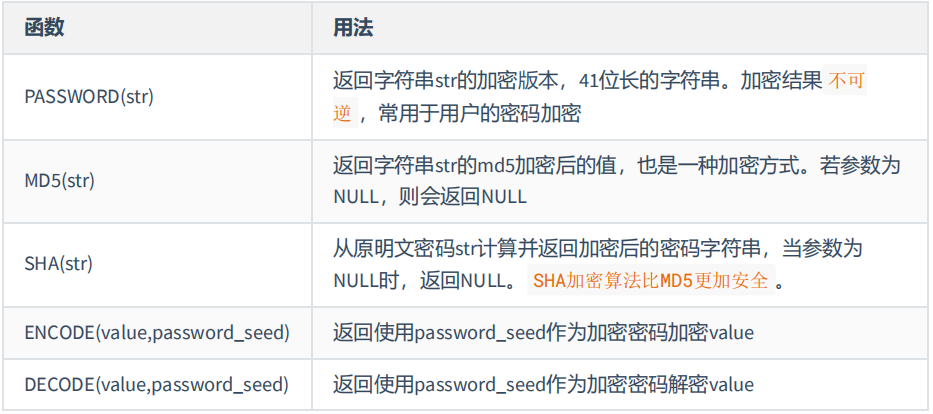 函数 用法
PASSWORD(str) 返回字符串str的加密版本，41位长的字符串。加密结果 不可
逆 ，常用于用户的密码加密
MD5(str) 返回字符串str的md5加密后的值，也是一种加密方式。若参数为
NULL，则会返回NULL
SHA(str) 从原明文密码str计算并返回加密后的密码字符串，当参数为
NULL时，返回NULL。 SHA加密算法比MD5更加安全 。
ENCODE(value,password_seed) 返回使用password_seed作为加密密码加密value
DECODE(value,password_seed) 返回使用password_seed作为加密密码解密value